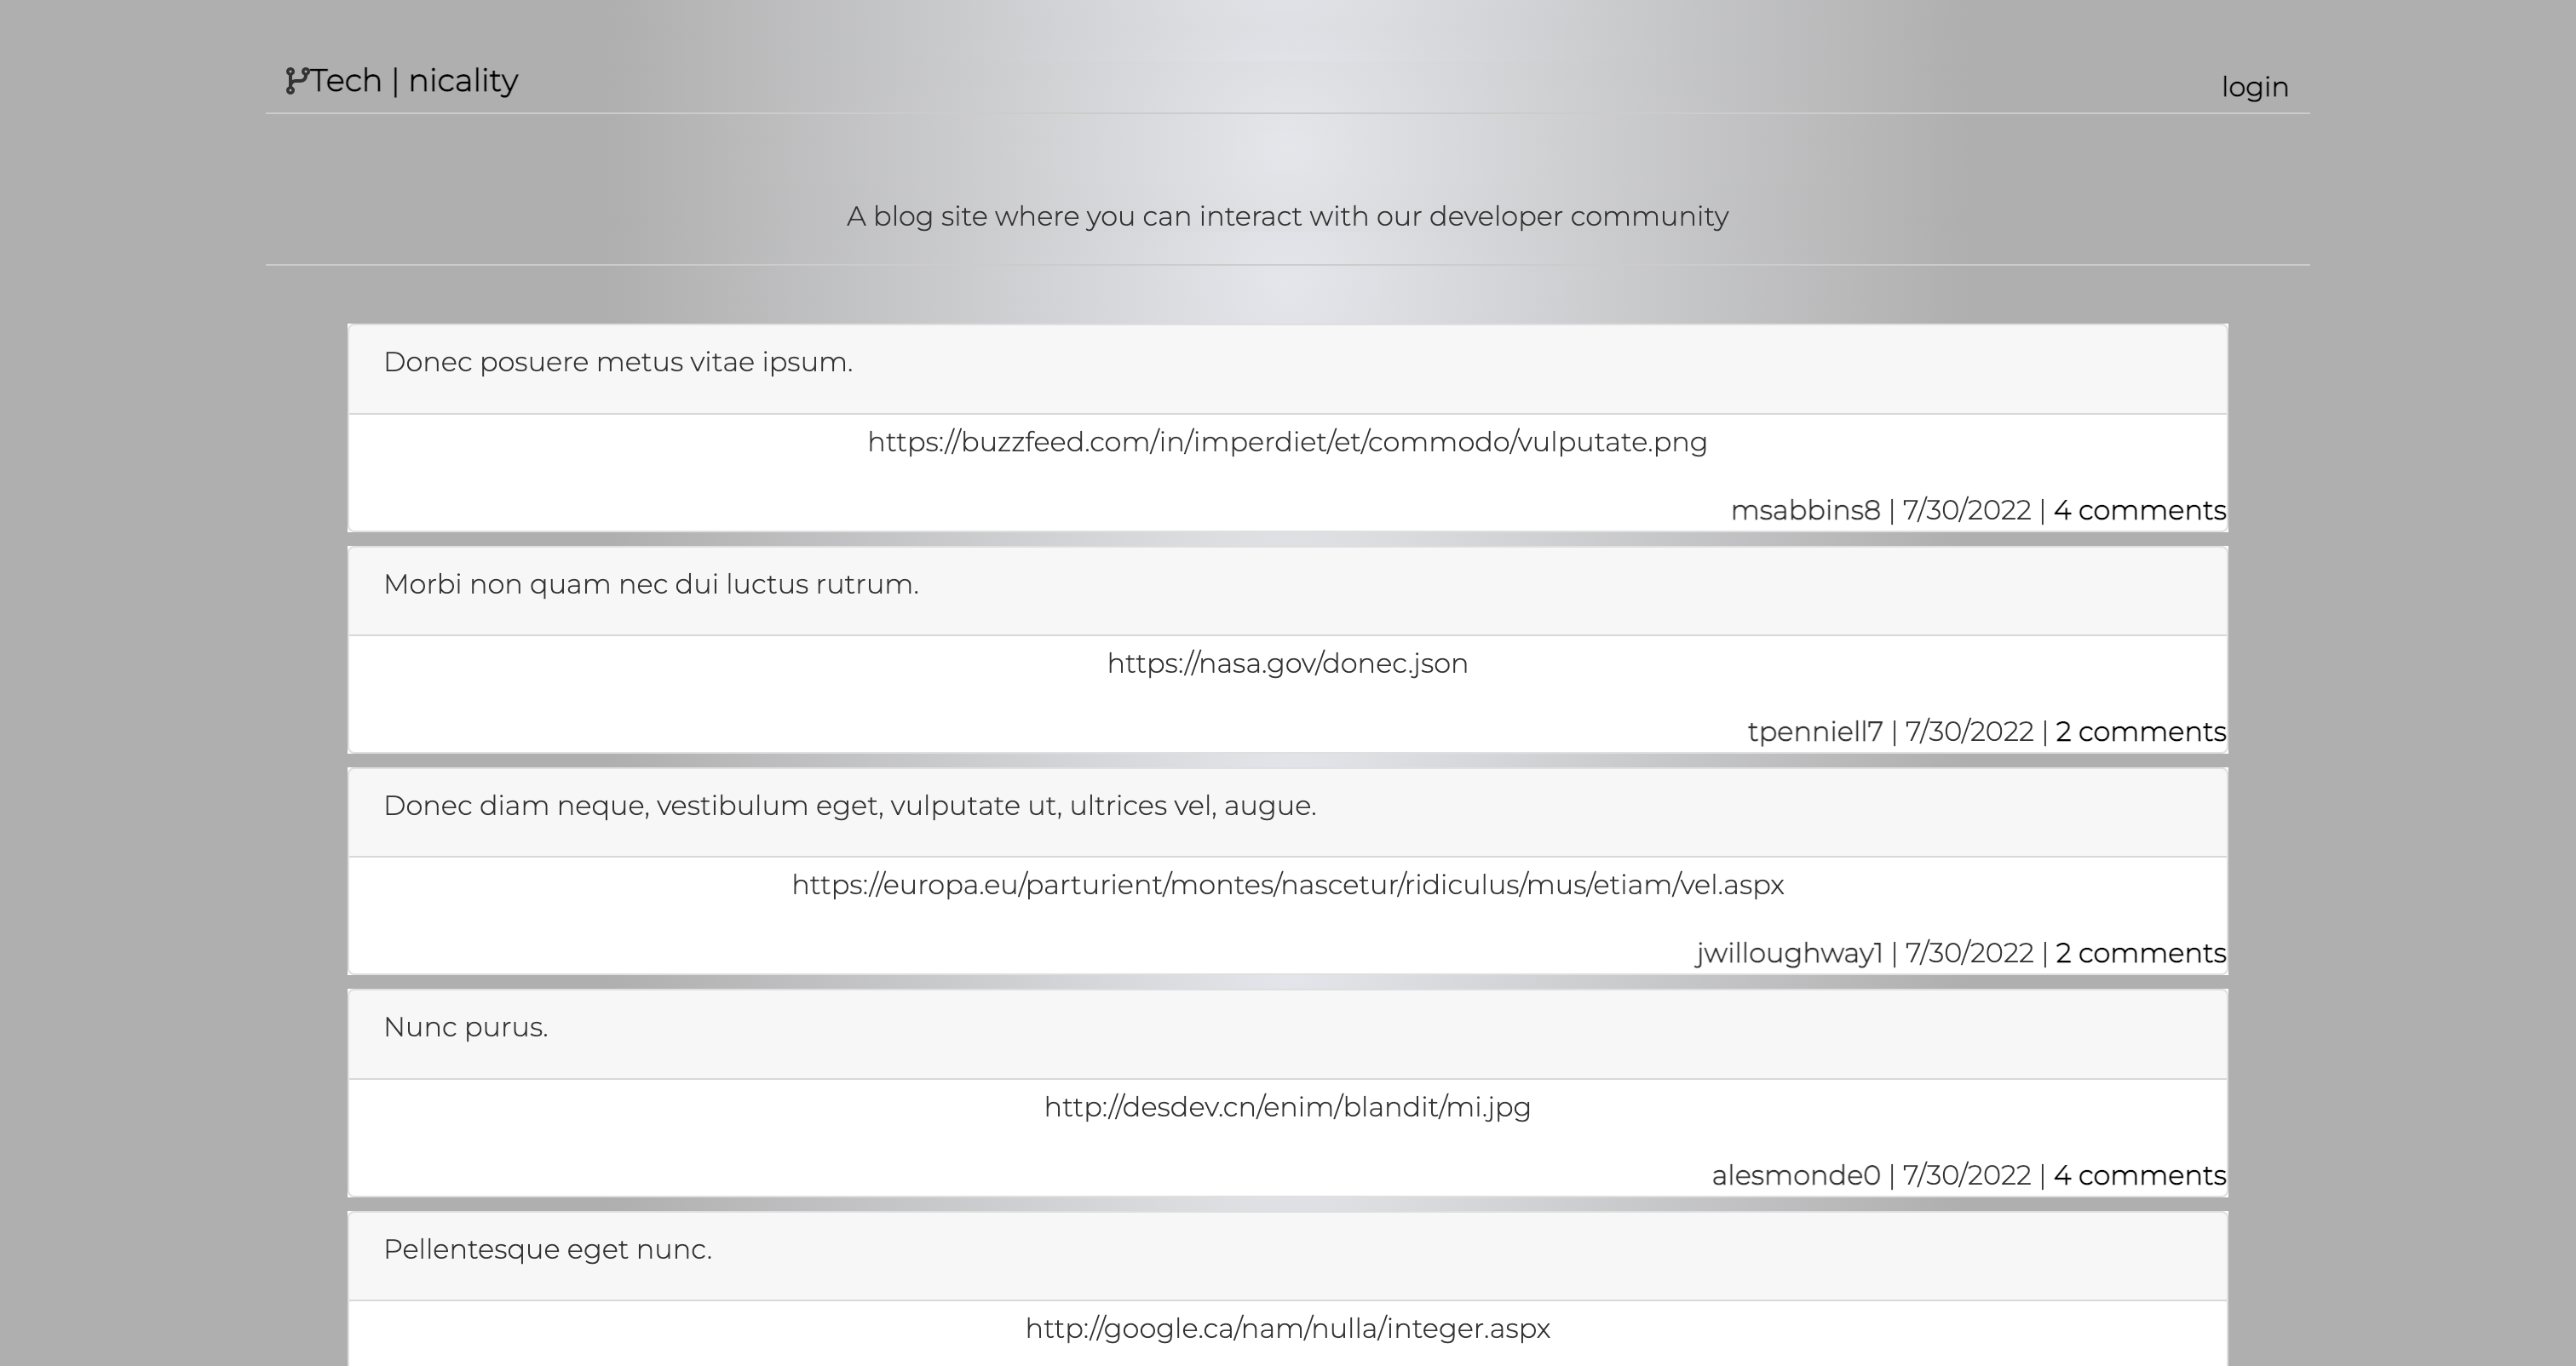 Tech | nicality
login
A blog site where you can interact with our developer community
Donec posuere metus vitae ipsum.
https://buzzfeed.com/in/imperdiet/et/commodo/vulputate.png
msabbins8 | 7/30/2022 | 4 comments
Morbi non quam nec dui luctus rutrum.
https://nasa.gov/donec.json
tpenniell7 | 7/30/2022 | 2 comments
Donec diam neque, vestibulum eget, vulputate ut, ultrices vel, augue.
https://europa.eu/parturient/montes/nascetur/ridiculus/mus/etiam/vel.aspx
jwilloughway1 | 7/30/2022 | 2 comments
Nunc purus.
http://desdev.cn/enim/blandit/mi.jpg
alesmonde0 | 7/30/2022 | 4 comments
Pellentesque eget nunc.
http://google.ca/nam/nulla/integer.aspx